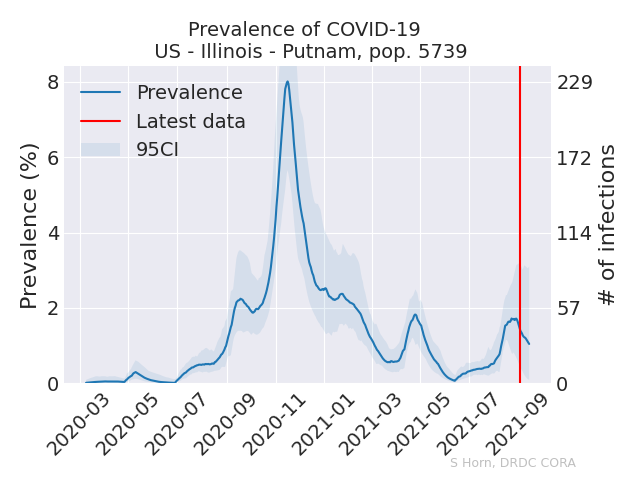 Prevalence of COVID-19
US - Illinois - Putnam, pop. 5739
Prevalence (%)
8
6
4
2
0
Prevalence
Latest data
95CI
229
172
114
57
0
# of infections
2020-03
2020-05
2020-07
2020-09
2020-11
2021-01
2021-03
2021-05
2021-07
2021-09
S Horn, DRDC CORA